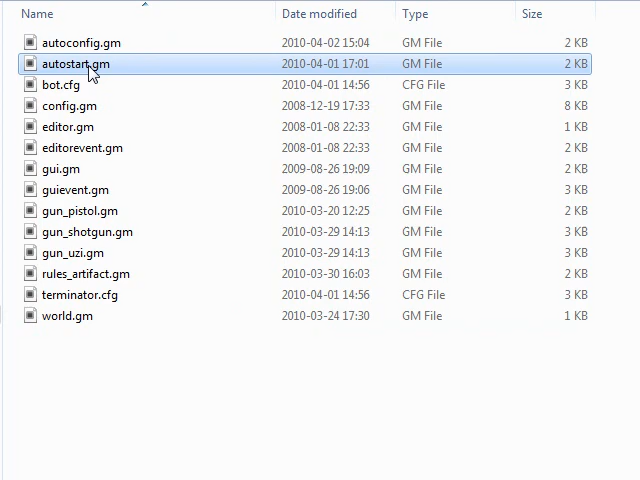 Name Date modified Type Size
autoconfig.gm 2010-04-02 15:04 GM File 2 KB
autostart.gm 2010-04-01 17:01 GM File 2 KB
bot.cfg 2010-04-01 14:56 CFG File 3 KB
config.gm 2008-12-19 17:33 GM File 8 KB
editor.gm 2008-01-08 22:33 GM File 1 KB
editorevent.gm 2008-01-08 22:33 GM File 2 KB
gui.gm 2009-08-26 19:09 GM File 2 KB
guievent.gm 2009-08-26 19:06 GM File 3 KB
gun_pistol.gm 2010-03-20 12:25 GM File 2 KB
gun_shotgun.gm 2010-03-29 14:13 GM File 3 KB
gun_uzi.gm 2010-03-29 14:13 GM File 3 KB
rules_artifact.gm 2010-03-30 16:03 GM File 2 KB
terminator.cfg 2010-04-01 14:56 CFG File 3 KB
world.gm 2010-03-24 17:30 GM File 1 KB